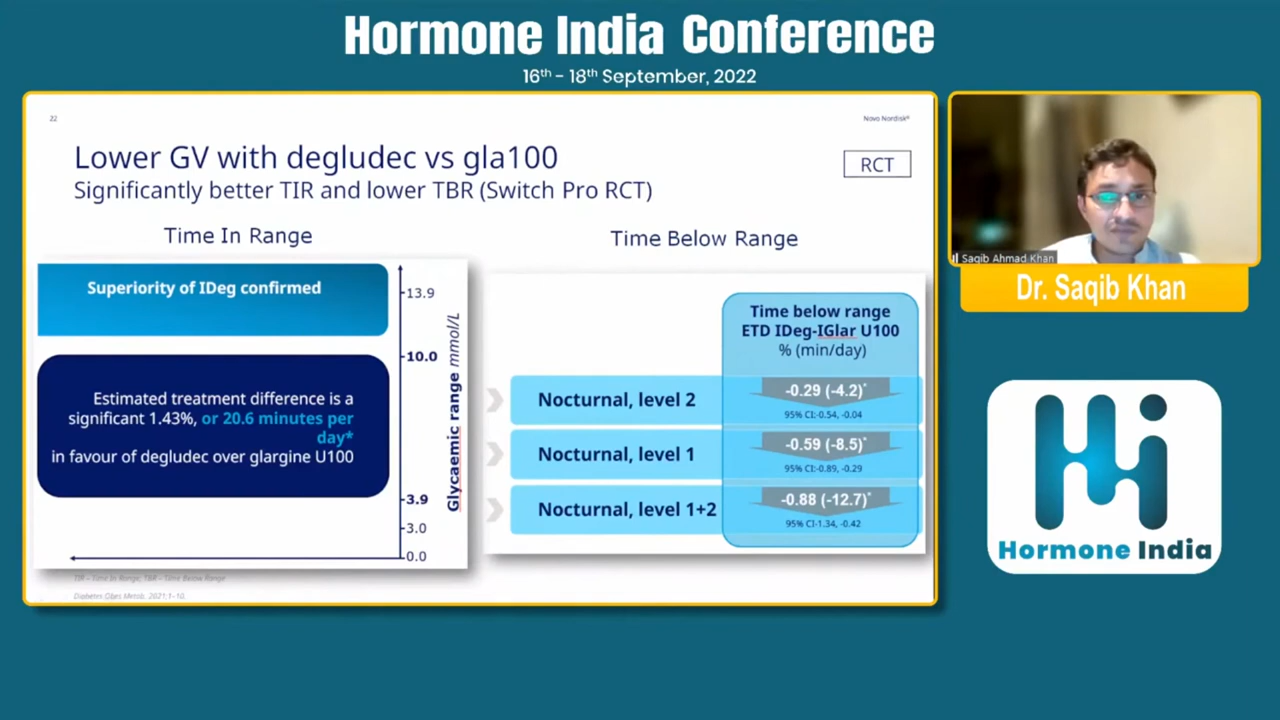 Hormone India Conference
16th - 18th September, 2022
22
Novo Nordisk®
Lower GV with degludec vs gla100
Significantly better TIR and lower TBR (Switch Pro RCT)
RCT
Time In Range
Superiority of IDeg confirmed
Estimated treatment difference is a
significant 1.43%, or 20.6 minutes per
day*
in favour of degludec over glargine U100
13.9
10.0
3.9
3.0
0.0
Glycaemic range mmol/L
Time Below Range
Time below range
ETD IDeg-IGlar U100
% (min/day)
Nocturnal, level 2
-0.29 (-4.2)*
95% CI:-0.54, -0.04
Nocturnal, level 1
-0.59 (-8.5)*
95% CI:-0.89, -0.29
Nocturnal, level 1+2
-0.88 (-12.7)*
95% CI-1.34, -0.42
TIR – Time In Range, TBR – Time Below Range
Diabetes Obes Metab. 2021;1–10.
Saqib Ahmad Khan
Dr. Saqib Khan
Hormone India